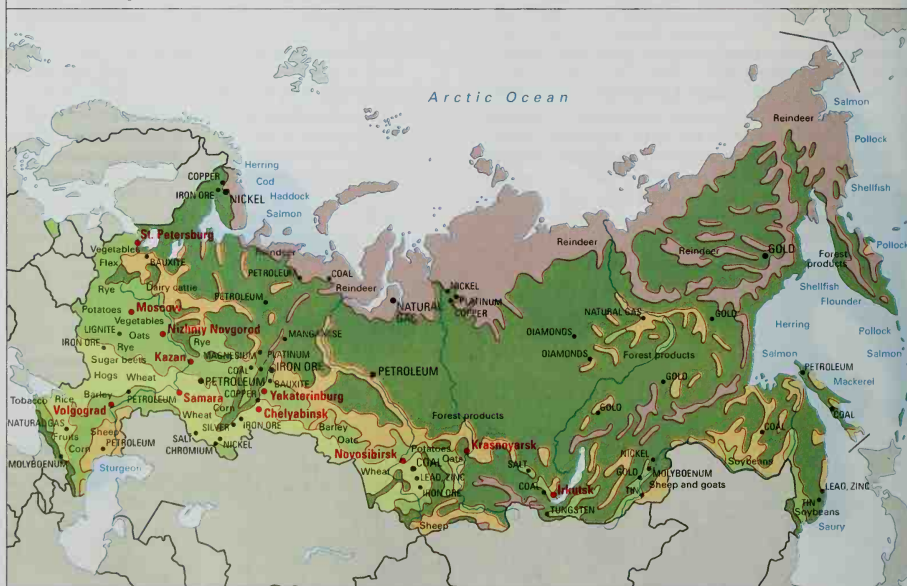 Arctic Ocean
Salmon
Reindeer
Pollock
Herring
COPPER
Cod
IRON ORE
NICKEL
Haddock
Shellfish
Salmon
St. Petersburg
Pollock
Vegetables
Reindeer
Reindeer
Reindeer
GOLD
Forest
products
Flax
BAUXITE
PETROLEUM
COAL
Rye
Dairy cattle
Reindeer
NICKEL
Shellfish
PETROLEUM
NATURAL
PLATINUM
NATURAL GAS
GOLD
Flounder
Potatoes
Moscow
COPPER
Vegetables
Herring
Pollock
LIGNITE
Oats
Nizhniy Novgorod
MANGANESE
DIAMONDS
IRON ORE
Rye
Rye
DIAMONDS
Forest products
Salmon
Salmon
Sugar beets
Kazan
MAGNESIUM
PLATINUM
COAL
IRON ORE
PETROLEUM
PETROLEUM
Hogs
Wheat
PETROLEUM
BAUXITE
GOLD
Mackerel
Tobacco
Rice
Barley
PETROLEUM
Samara
COPPER
Yekaterinburg
Volgograd
Corn
Chelyabinsk
GOLD
COAL
NATURAL GAS
Wheat
Forest products
Fruits
Sheep
SILVER
IRON ORE
Barley
COAL
Corn
PETROLEUM
SALT
CHROMIUM
NICKEL
Oats
Potatoes
Krasnoyarsk
Novosibirsk
Oats
NICKEL
MOLYBDENUM
Sturgeon
Wheat
COAL
SALT
GOLD
MOLYBDENUM
Soybeans
LEAD, ZINC
COAL
Irkutsk
TIN
Sheep and goats
LEAD, ZINC
IRON ORE
TIN
Soybeans
TUNGSTEN
Sheep
Saury